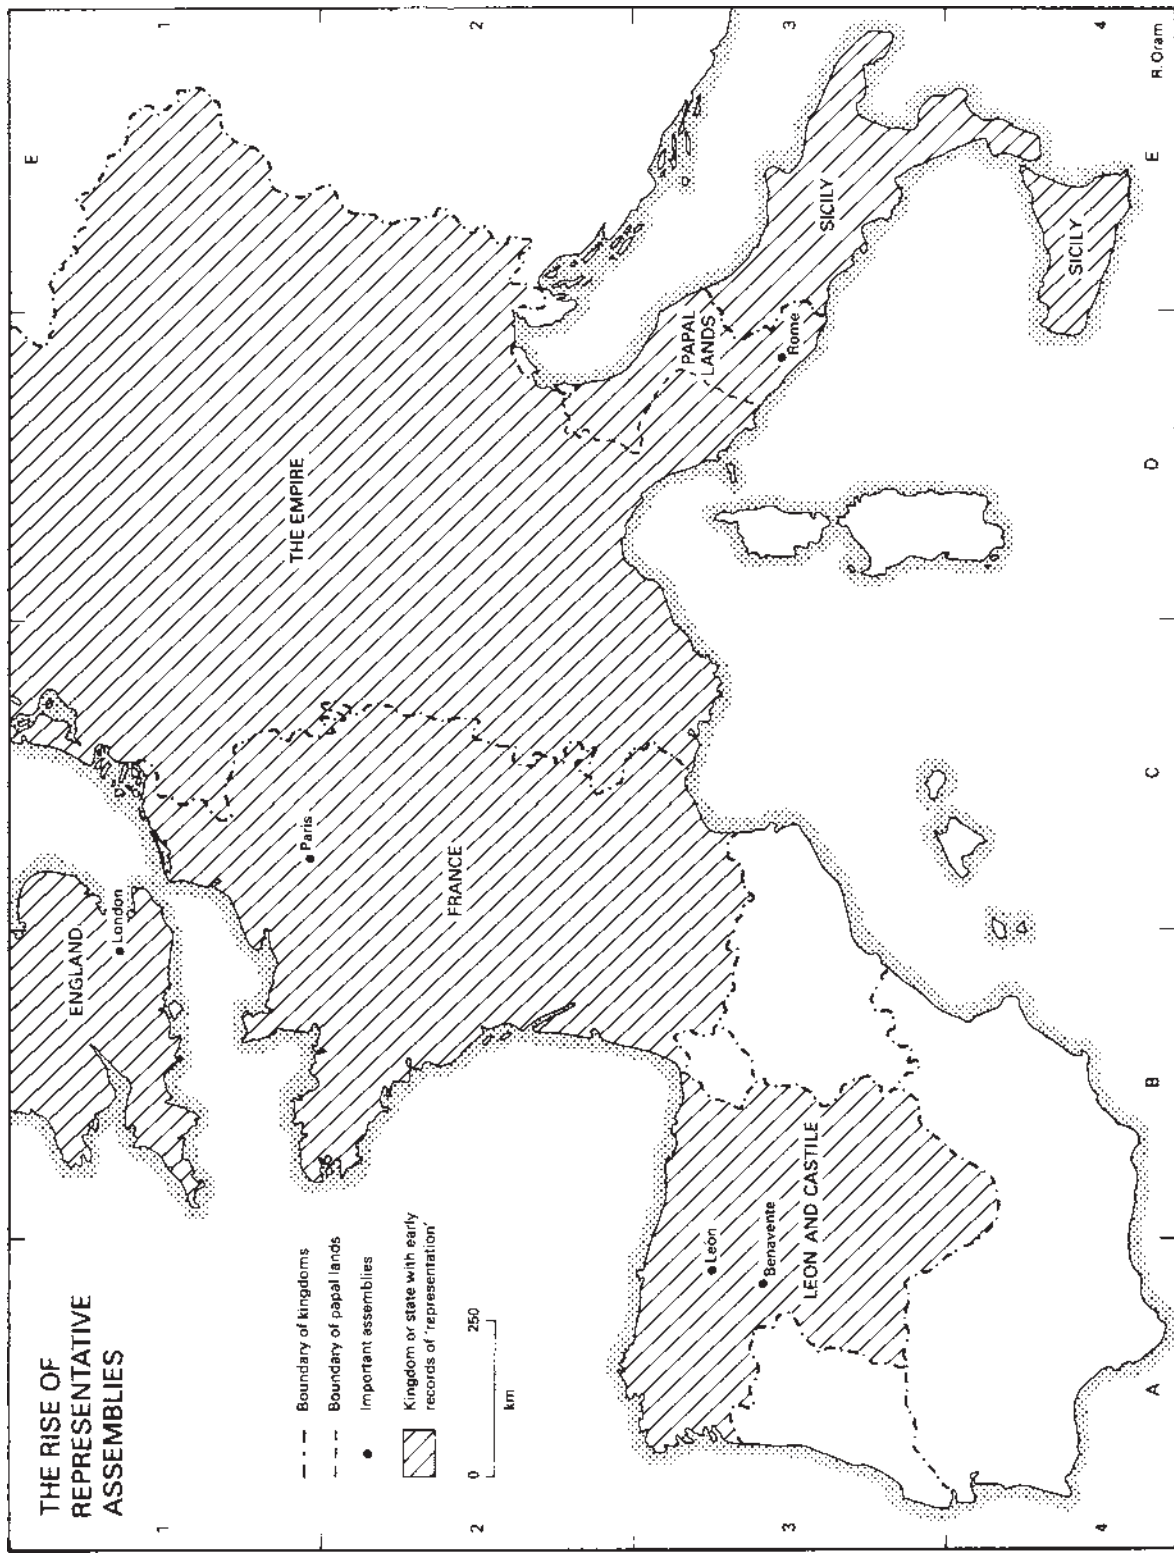 THE RISE OF
REPRESENTATIVE
ASSEMBLIES
Boundary of kingdoms
Boundary of papal lands
Important assemblies
Kingdom or state with early
records of 'representation'
0 250
km
ENGLAND
London
Paris
FRANCE
THE EMPIRE
PAPAL
LANDS
Rome
SICILY
SICILY
Leon
Benavente
LEON AND CASTILE
A
B
C
D
E
E
1
2
3
4
1
2
3
4
R. Oram